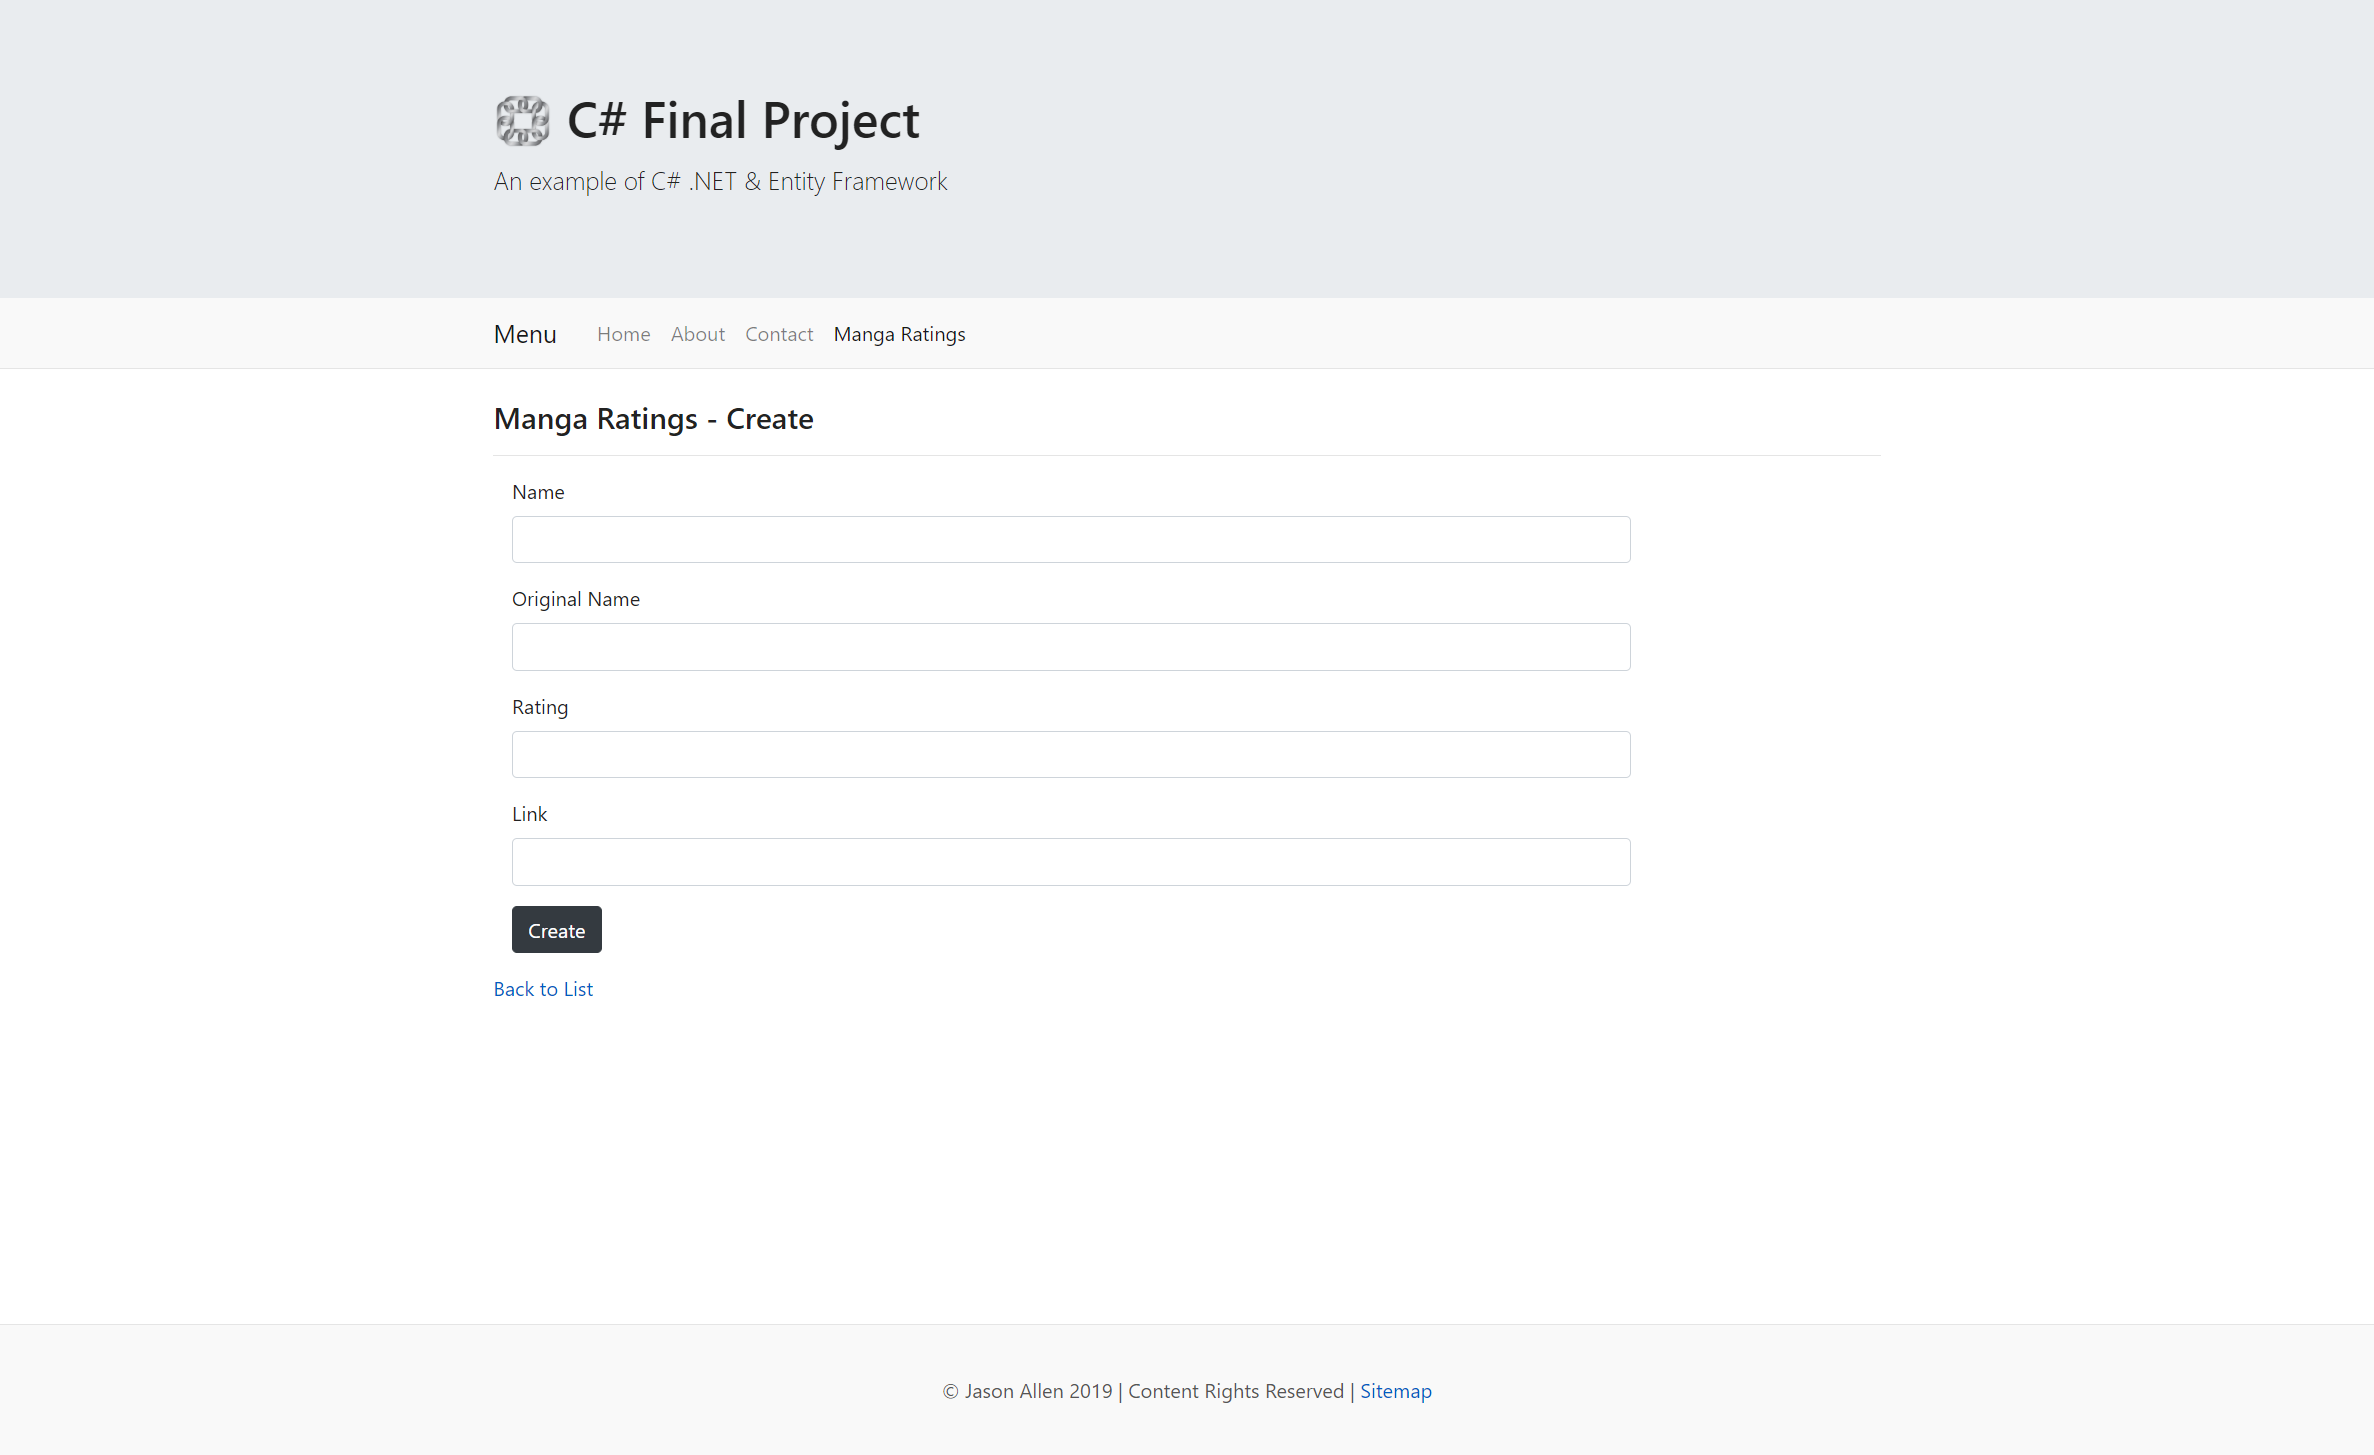 C# Final Project
An example of C# .NET & Entity Framework
Menu Home About Contact Manga Ratings
Manga Ratings - Create
Name
Original Name
Rating
Link
Create
Back to List
© Jason Allen 2019 | Content Rights Reserved | Sitemap